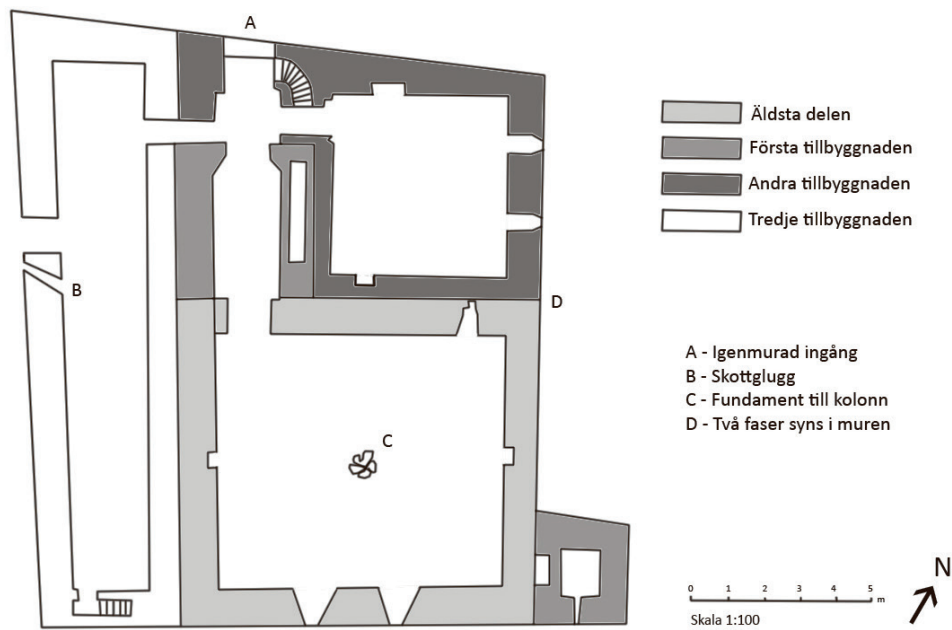 A
Äldsta delen
Första tillbyggnaden
Andra tillbyggnaden
Tredje tillbyggnaden
B
D
A - Igenmurad ingång
B - Skottglugg
C - Fundament till kolonn
D - Två faser syns i muren
C
N
0 1 2 3 4 5 m
Skala 1:100